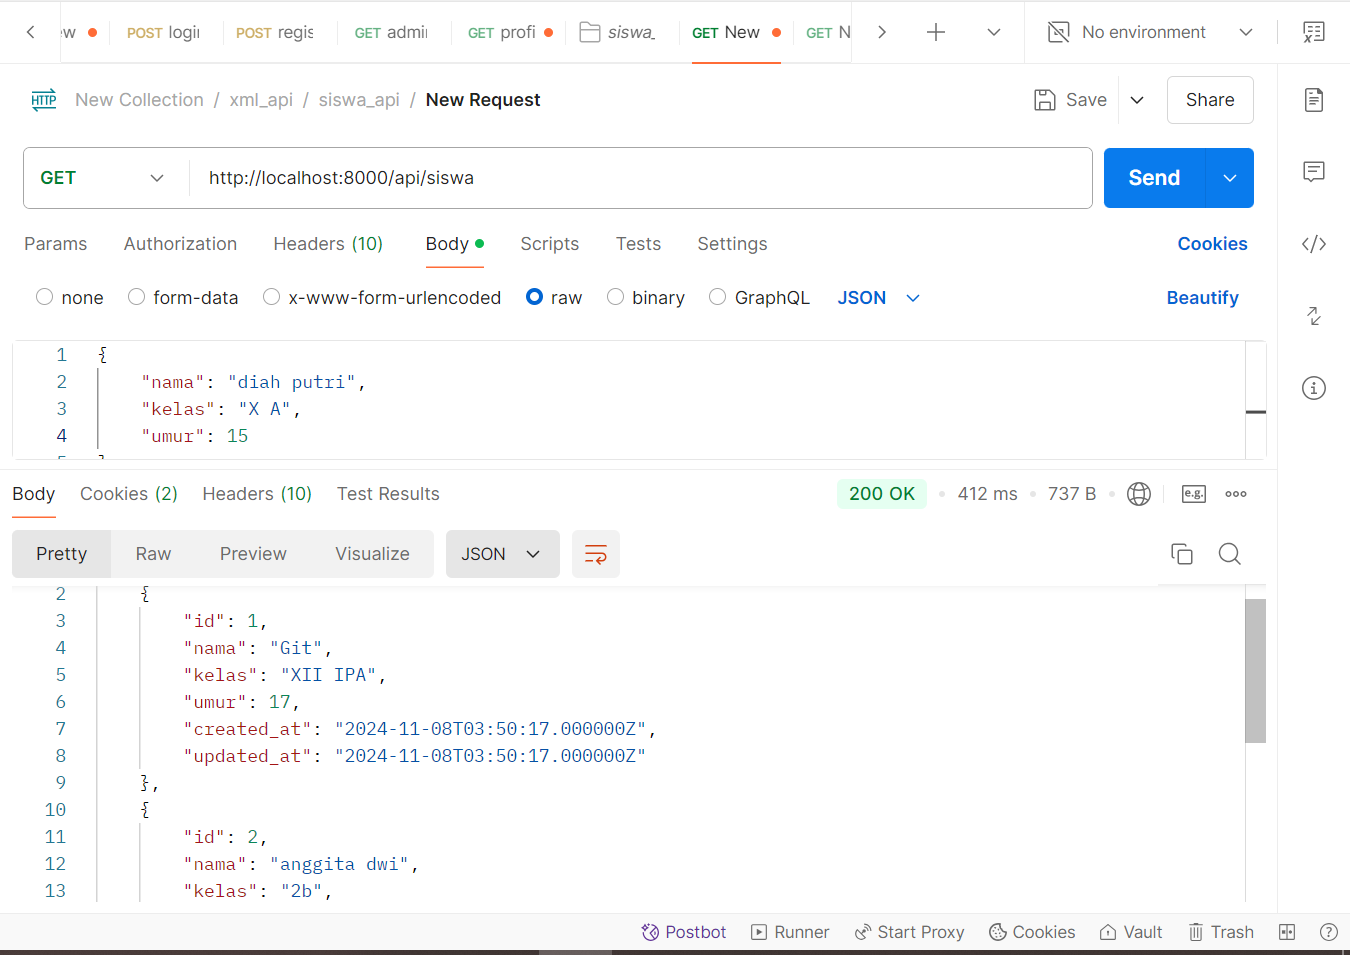 ew POST login POST regis GET admin GET profi siswa_ GET New GET N No environment
HTTP New Collection / xml_api / siswa_api / New Request Save Share
GET http://localhost:8000/api/siswa Send
Params Authorization Headers (10) Body Scripts Tests Settings Cookies
none form-data x-www-form-urlencoded raw binary GraphQL JSON Beautify
1 {
2 "nama": "diah putri",
3 "kelas": "X A",
4 "umur": 15
Body Cookies (2) Headers (10) Test Results 200 OK 412 ms 737 B e.g.
Pretty Raw Preview Visualize JSON
2 {
3 "id": 1,
4 "nama": "Git",
5 "kelas": "XII IPA",
6 "umur": 17,
7 "created_at": "2024-11-08T03:50:17.000000Z",
8 "updated_at": "2024-11-08T03:50:17.000000Z"
9 },
10 {
11 "id": 2,
12 "nama": "anggita dwi",
13 "kelas": "2b",
Postbot Runner Start Proxy Cookies Vault Trash